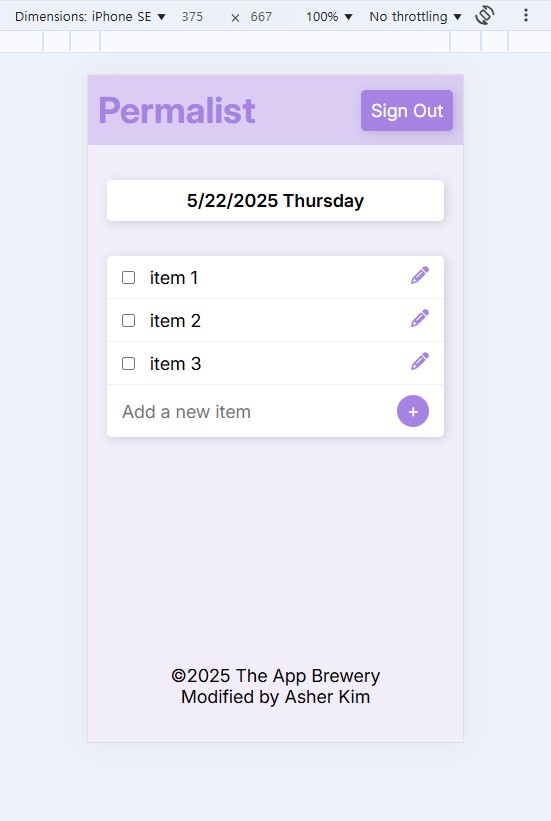 Dimensions: iPhone SE 375 × 667 100% No throttling
Permalist Sign Out
5/22/2025 Thursday
item 1
item 2
item 3
Add a new item +
©2025 The App Brewery
Modified by Asher Kim